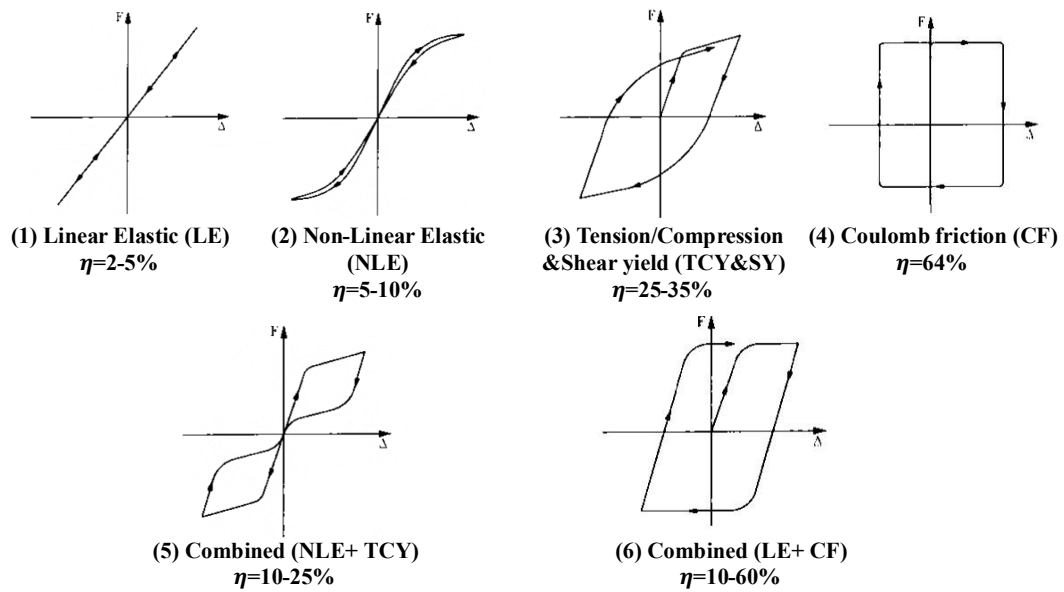 F
Δ
(1) Linear Elastic (LE)
η=2-5%
F
Δ
(2) Non-Linear Elastic
(NLE)
η=5-10%
F
Δ
(3) Tension/Compression
&Shear yield (TCY&SY)
η=25-35%
F
Δ
(4) Coulomb friction (CF)
η=64%
F
Δ
(5) Combined (NLE+ TCY)
η=10-25%
F
Δ
(6) Combined (LE+ CF)
η=10-60%